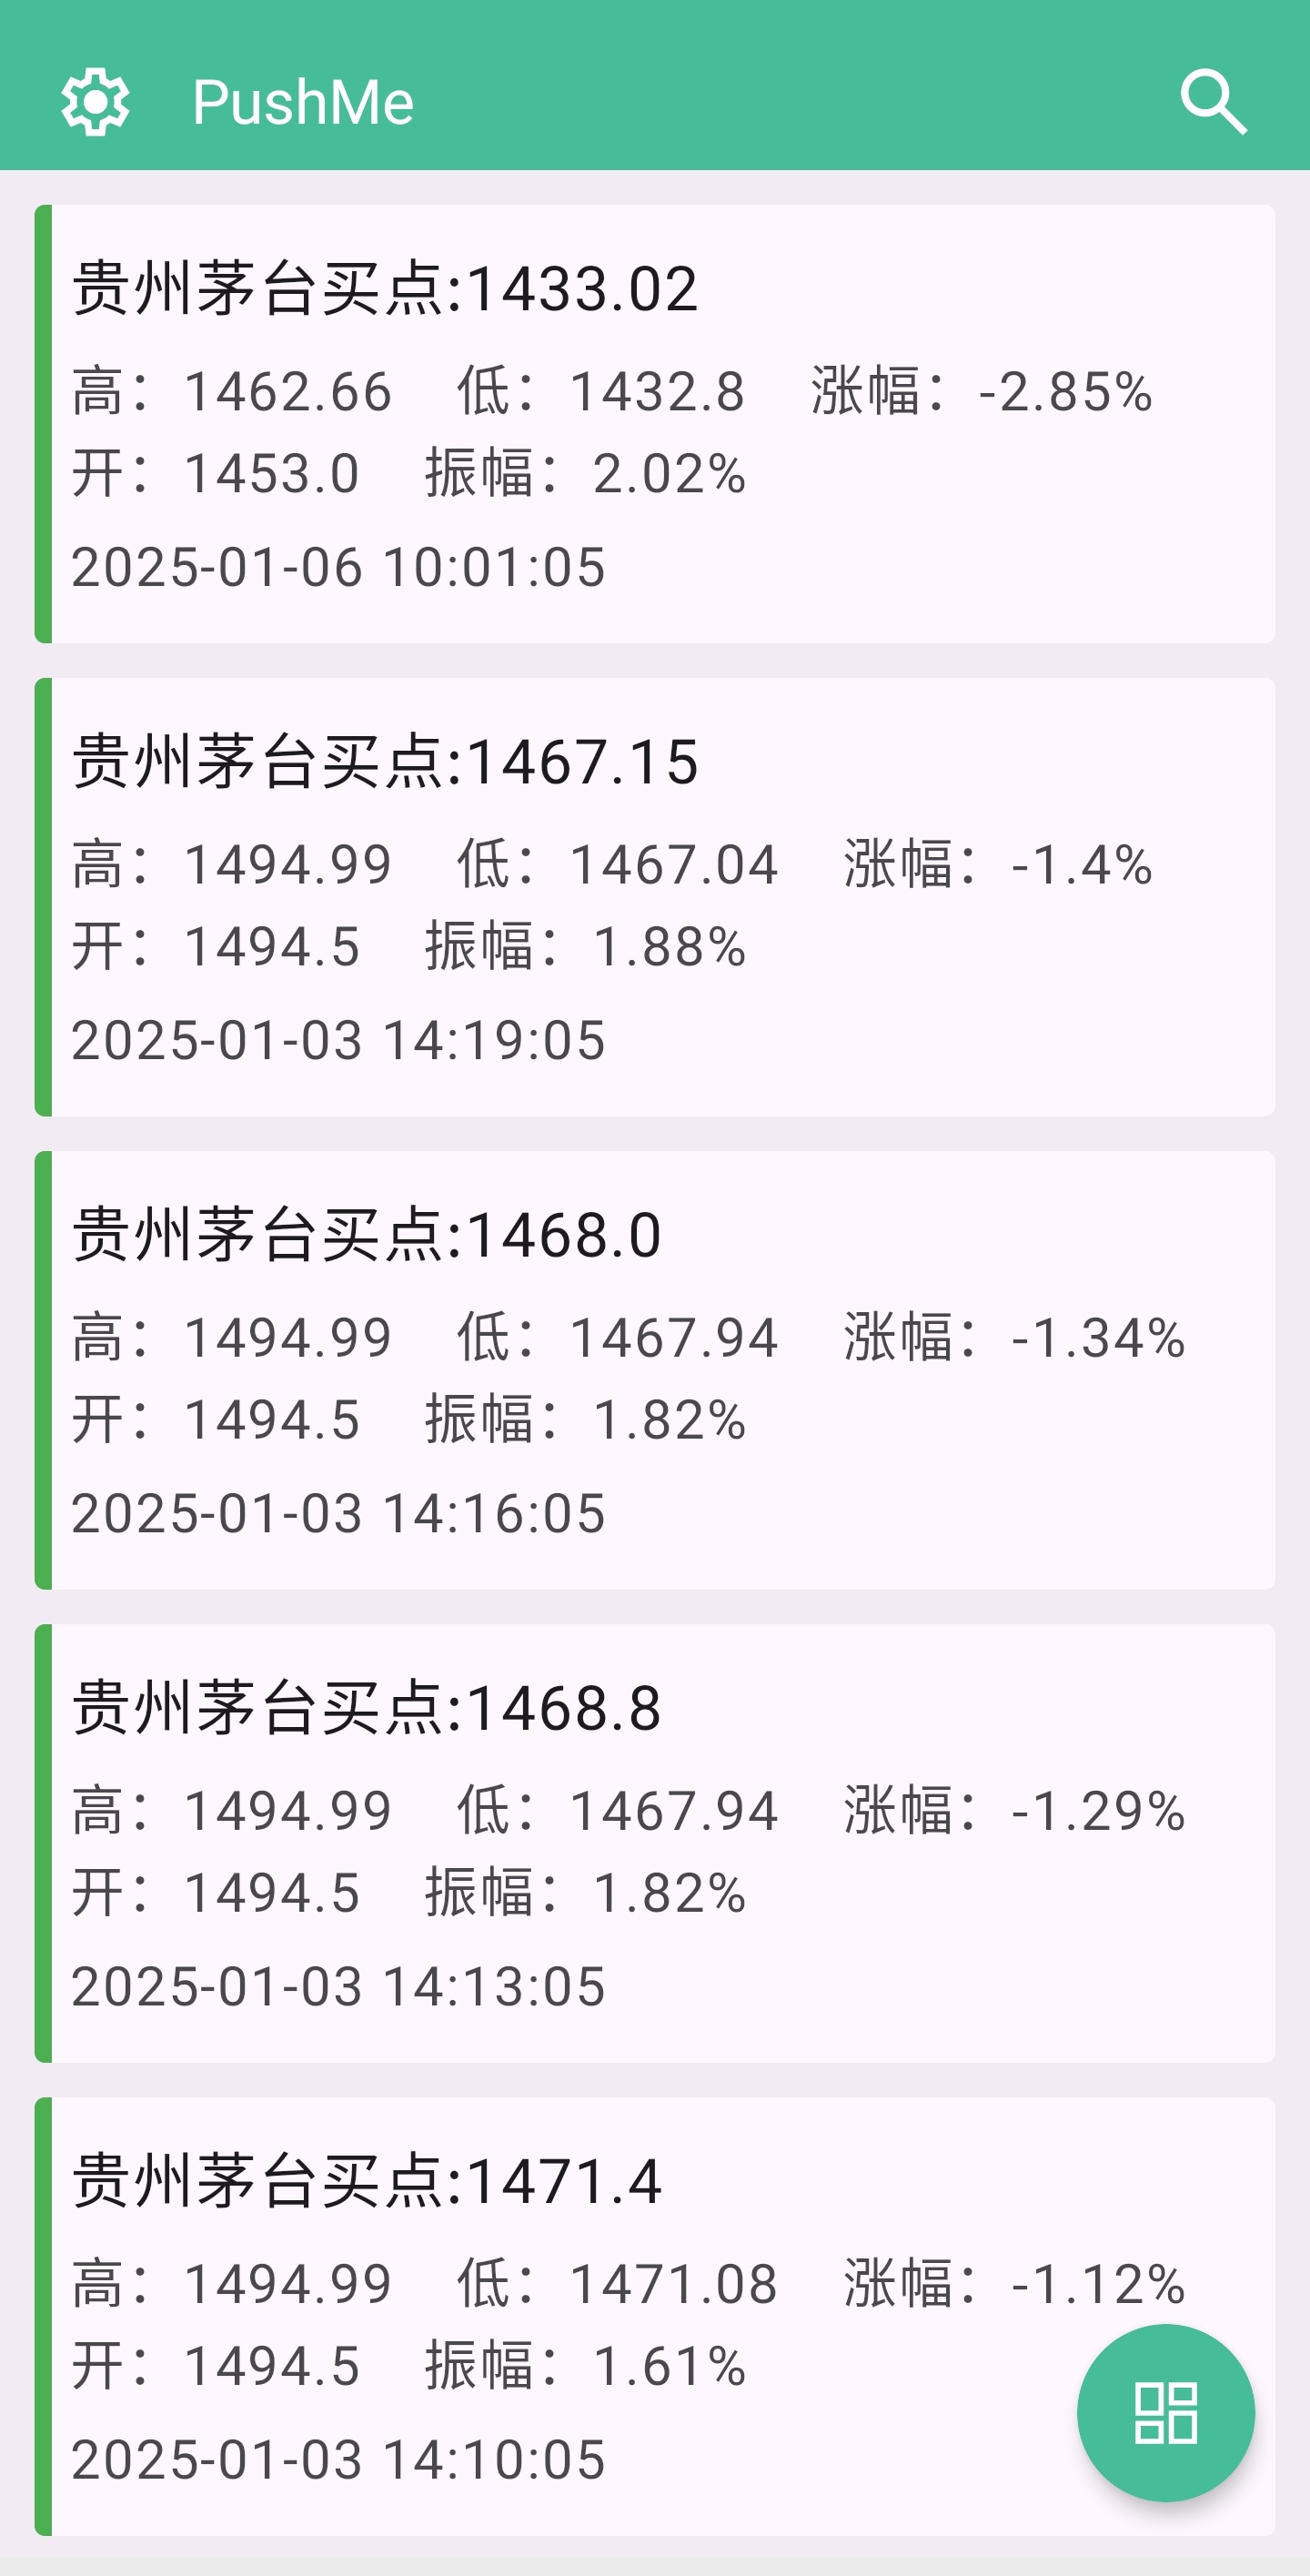 PushMe
贵州茅台买点:1433.02
高：1462.66 低：1432.8 涨幅：-2.85%
开：1453.0 振幅：2.02%
2025-01-06 10:01:05
贵州茅台买点:1467.15
高：1494.99 低：1467.04 涨幅：-1.4%
开：1494.5 振幅：1.88%
2025-01-03 14:19:05
贵州茅台买点:1468.0
高：1494.99 低：1467.94 涨幅：-1.34%
开：1494.5 振幅：1.82%
2025-01-03 14:16:05
贵州茅台买点:1468.8
高：1494.99 低：1467.94 涨幅：-1.29%
开：1494.5 振幅：1.82%
2025-01-03 14:13:05
贵州茅台买点:1471.4
高：1494.99 低：1471.08 涨幅：-1.12%
开：1494.5 振幅：1.61%
2025-01-03 14:10:05